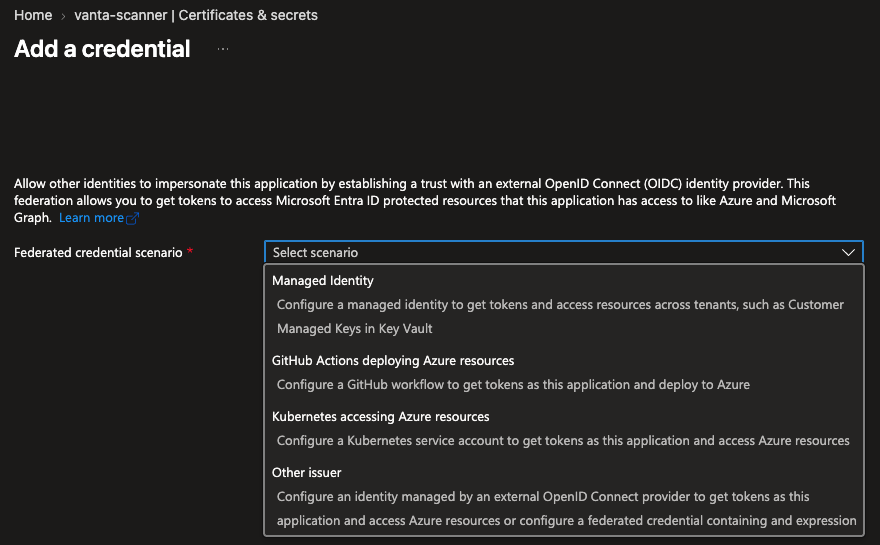 Home › vanta-scanner | Certificates & secrets
Add a credential ...
Allow other identities to impersonate this application by establishing a trust with an external OpenID Connect (OIDC) identity provider. This
federation allows you to get tokens to access Microsoft Entra ID protected resources that this application has access to like Azure and Microsoft
Graph. Learn more
Federated credential scenario * Select scenario
Managed Identity
Configure a managed identity to get tokens and access resources across tenants, such as Customer
Managed Keys in Key Vault
GitHub Actions deploying Azure resources
Configure a GitHub workflow to get tokens as this application and deploy to Azure
Kubernetes accessing Azure resources
Configure a Kubernetes service account to get tokens as this application and access Azure resources
Other issuer
Configure an identity managed by an external OpenID Connect provider to get tokens as this
application and access Azure resources or configure a federated credential containing and expression